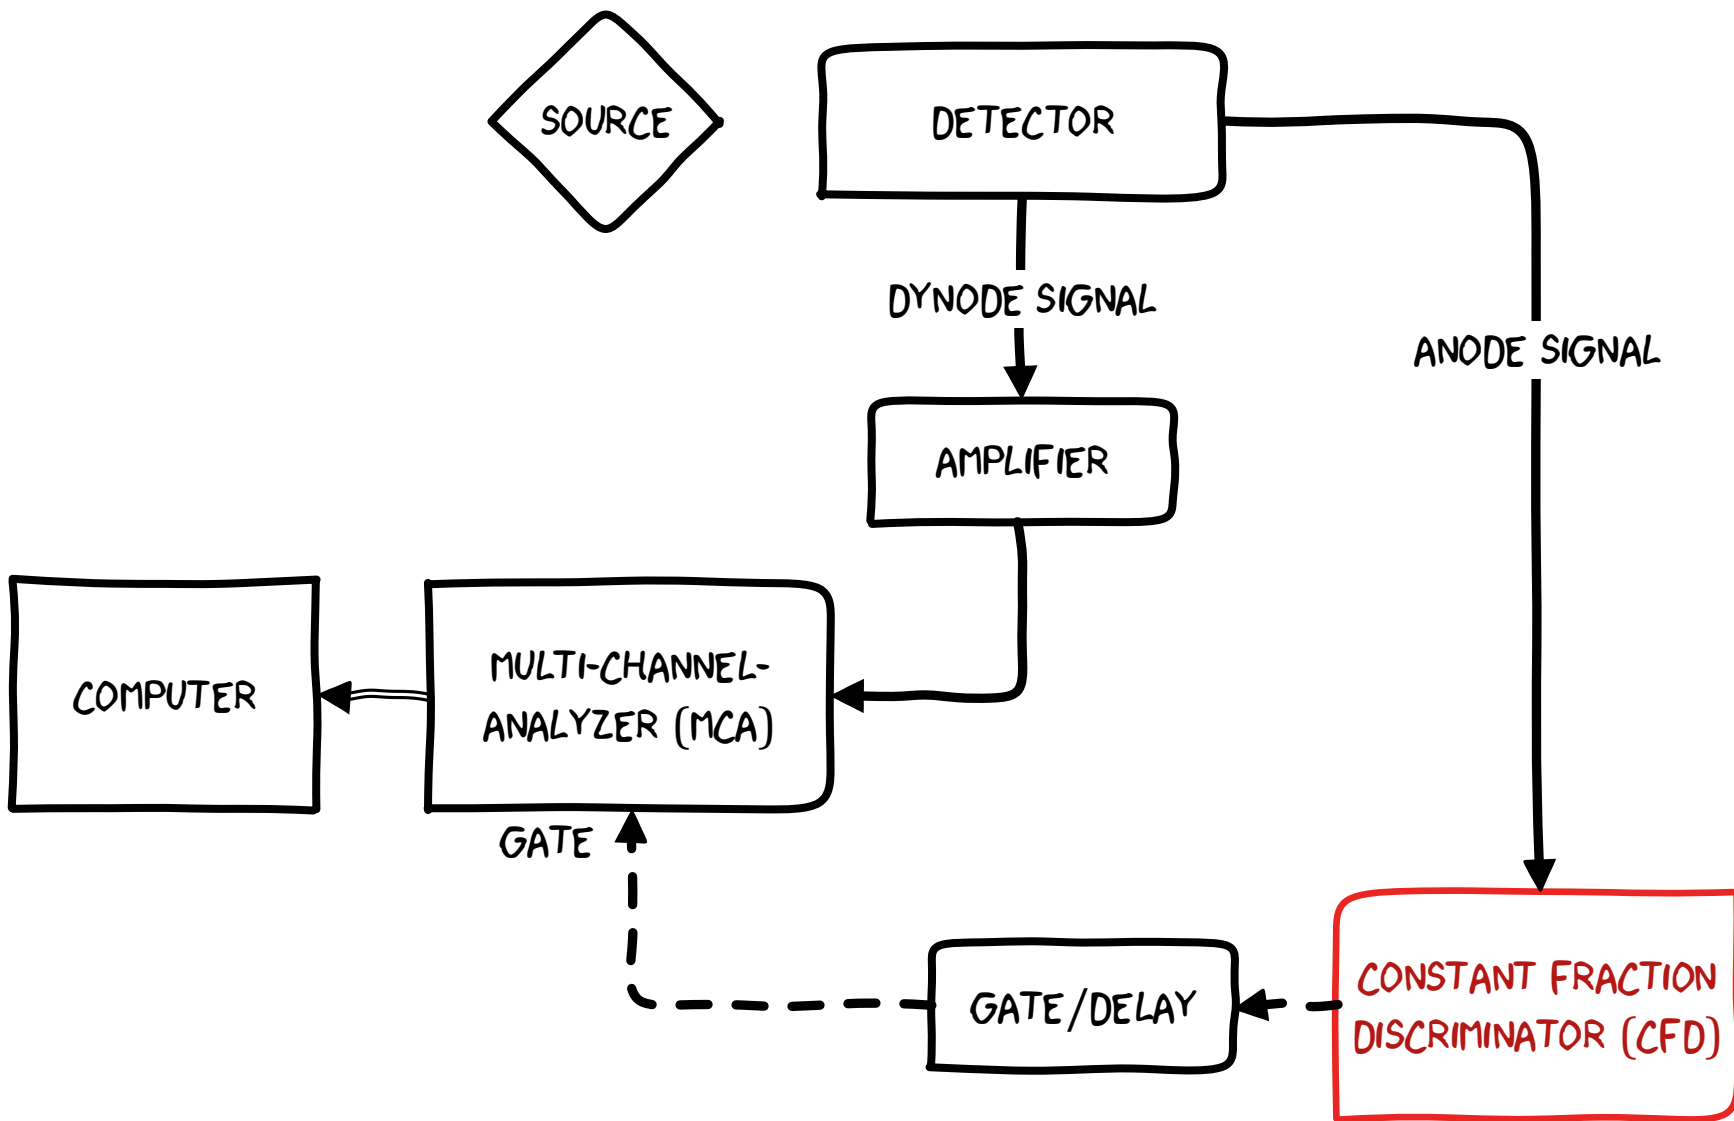 SOURCE
DETECTOR
DYNODE SIGNAL
ANODE SIGNAL
AMPLIFIER
COMPUTER
MULTI-CHANNEL-
ANALYZER (MCA)
GATE
GATE/DELAY
CONSTANT FRACTION
DISCRIMINATOR (CFD)